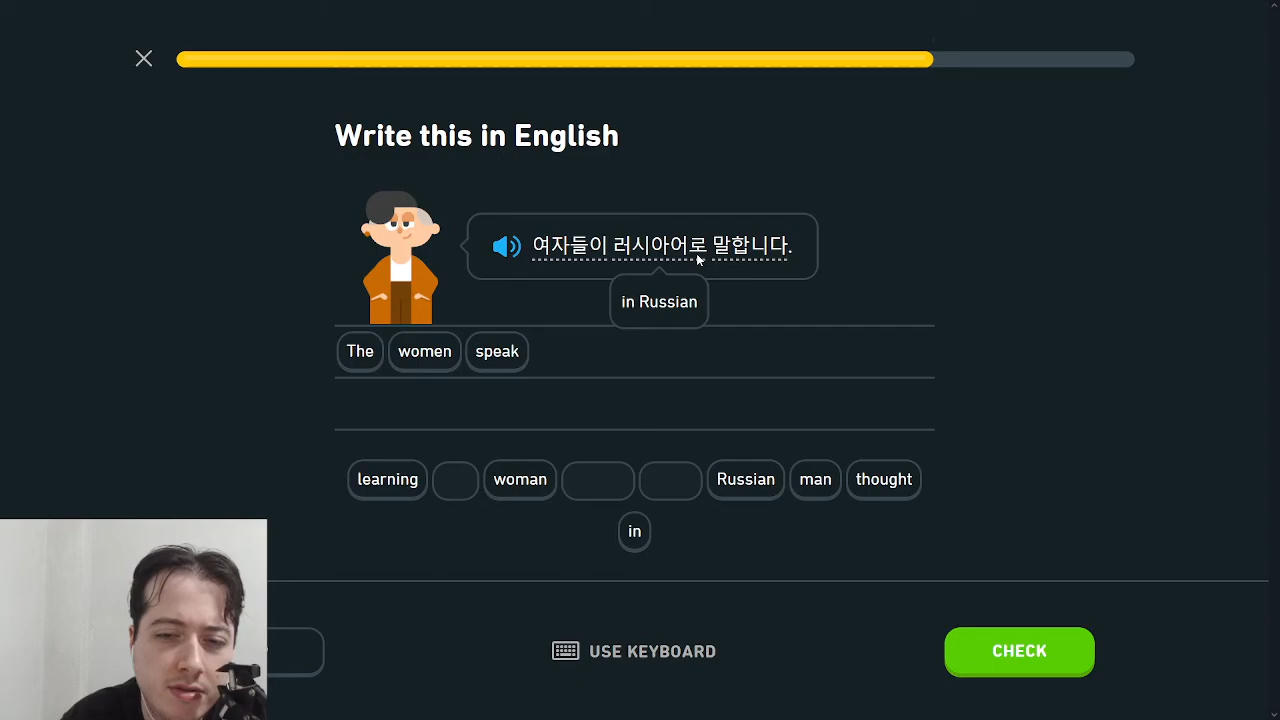 Write this in English
여자들이 러시아어로 말합니다.
in Russian
The women speak
learning woman Russian man thought
in
USE KEYBOARD
CHECK